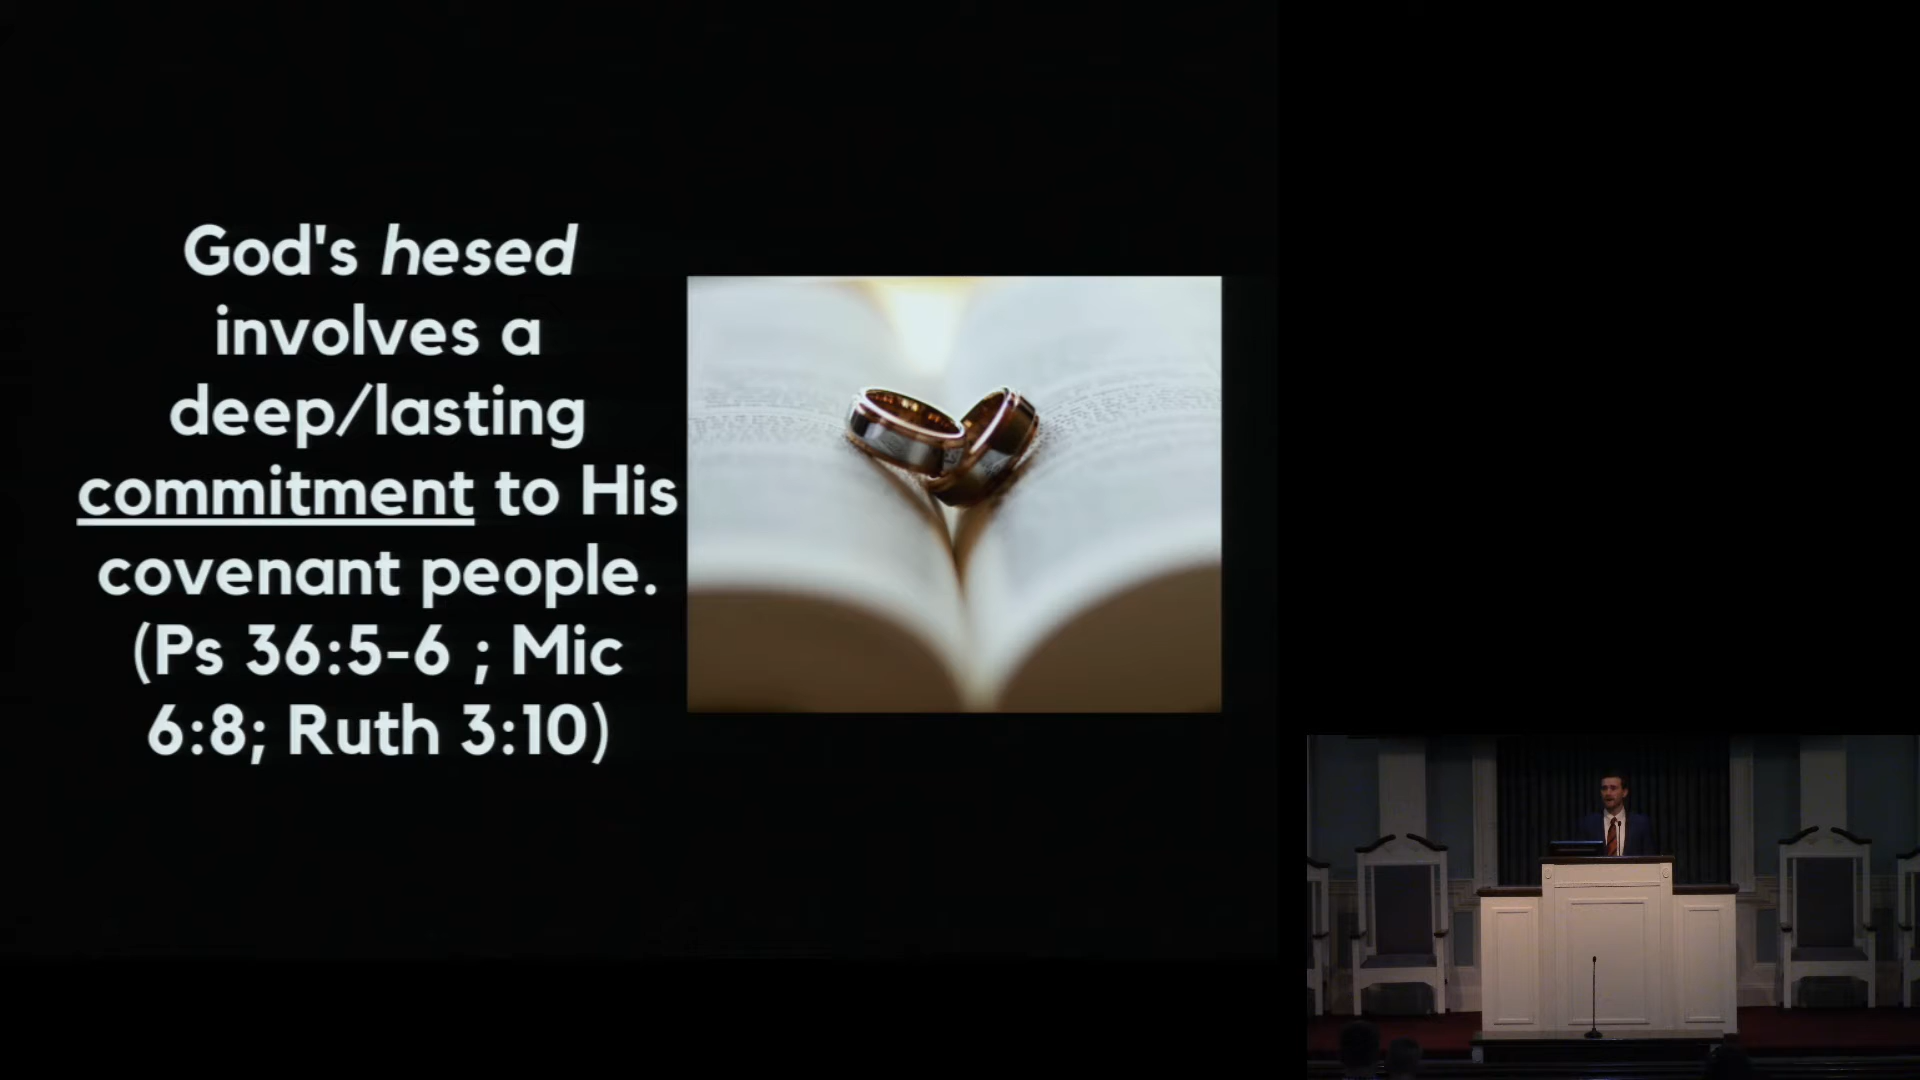 God's hesed
involves a
deep/lasting
commitment to His
covenant people.
(Ps 36:5-6 ; Mic
6:8; Ruth 3:10)